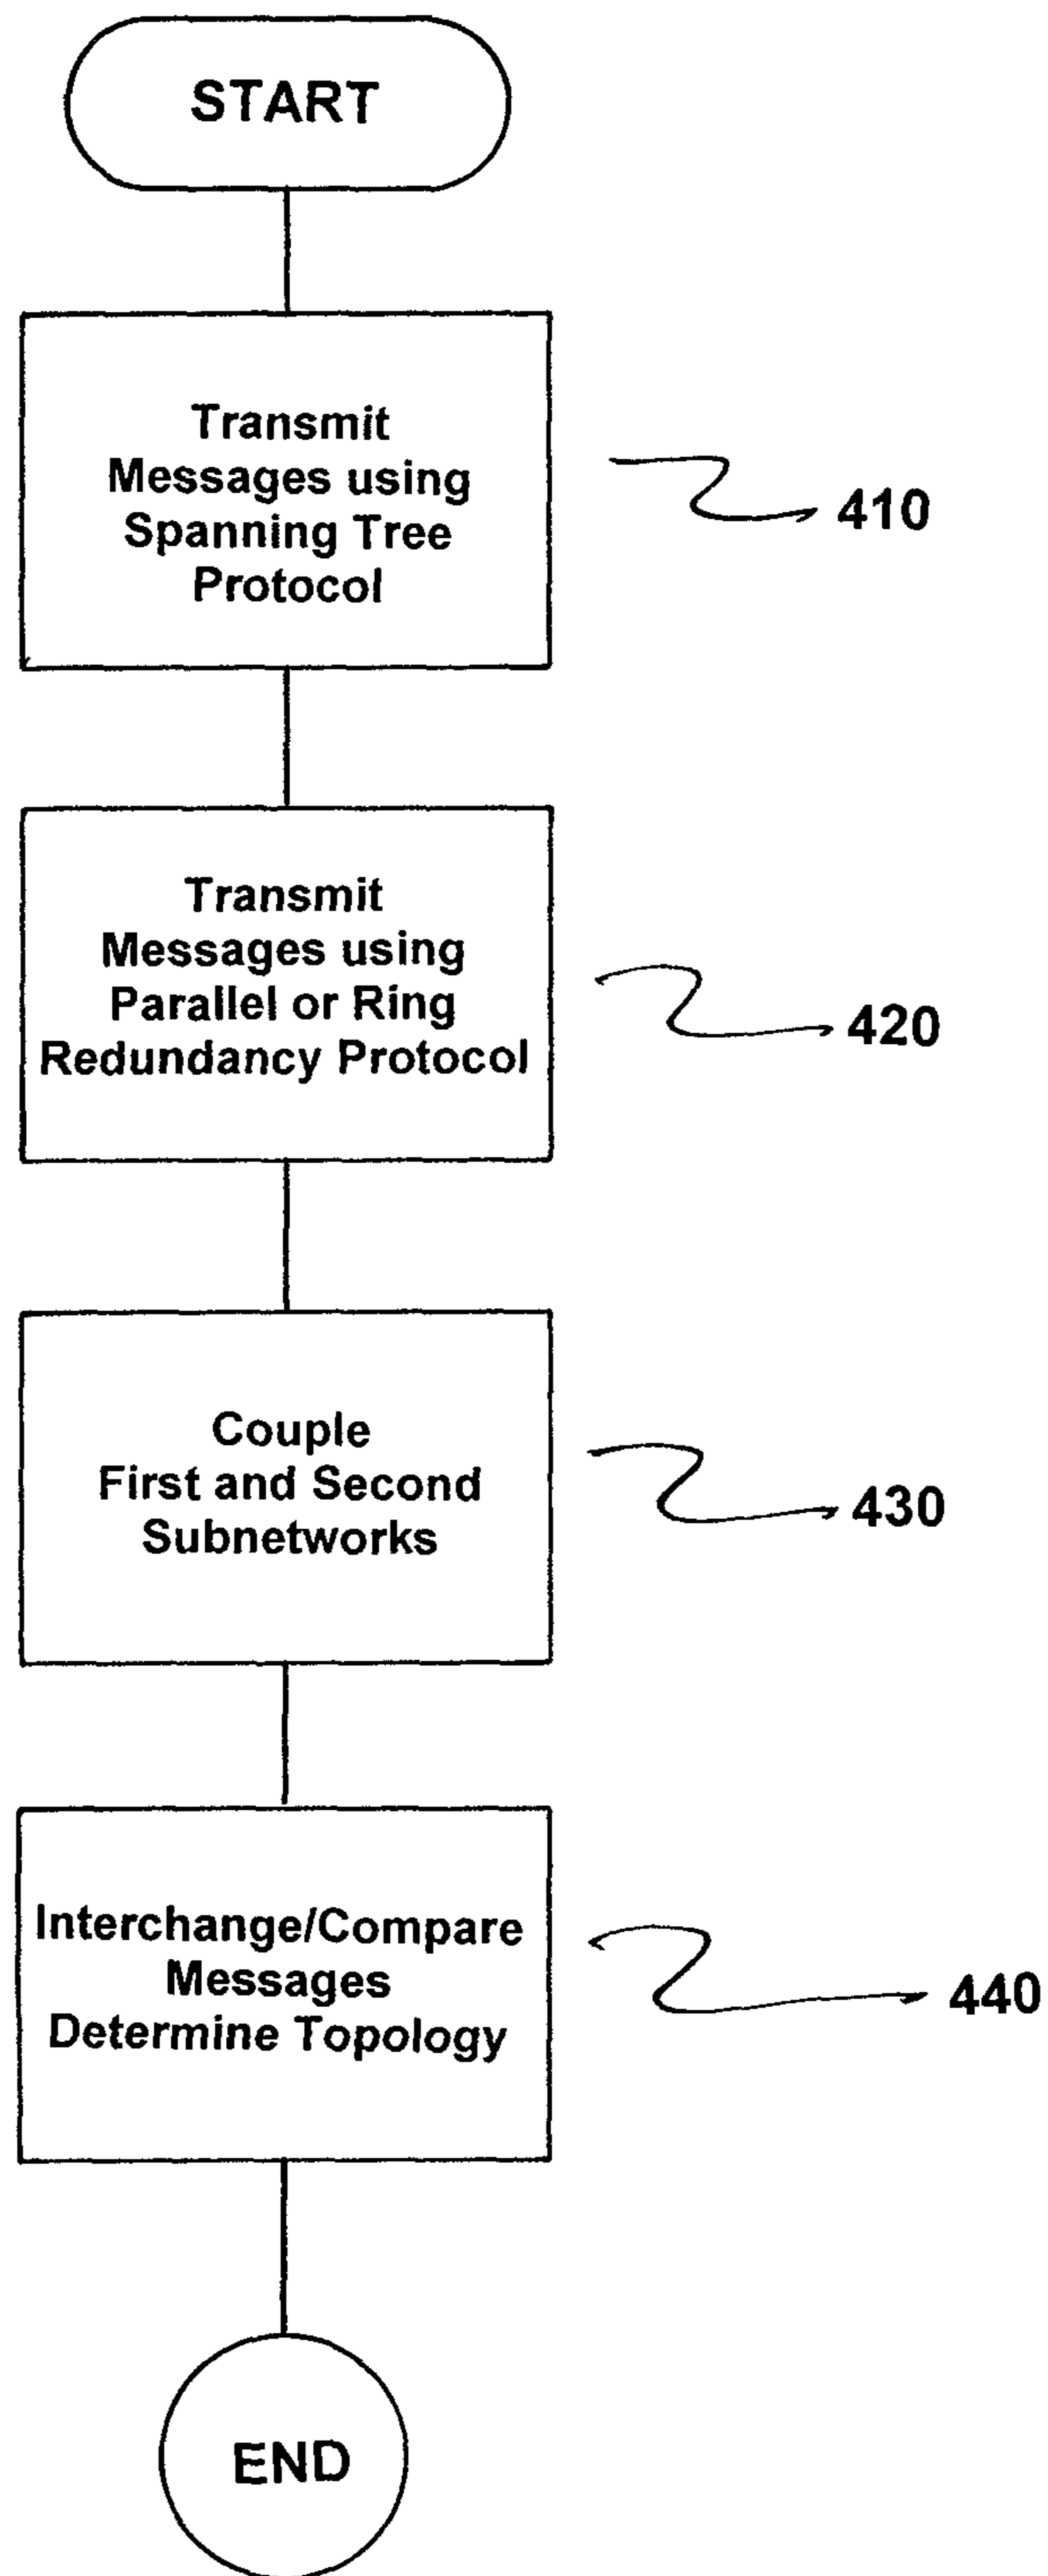 START
Transmit
Messages using
Spanning Tree
Protocol
410
Transmit
Messages using
Parallel or Ring
Redundancy Protocol
420
Couple
First and Second
Subnetworks
430
Interchange/Compare
Messages
Determine Topology
440
END